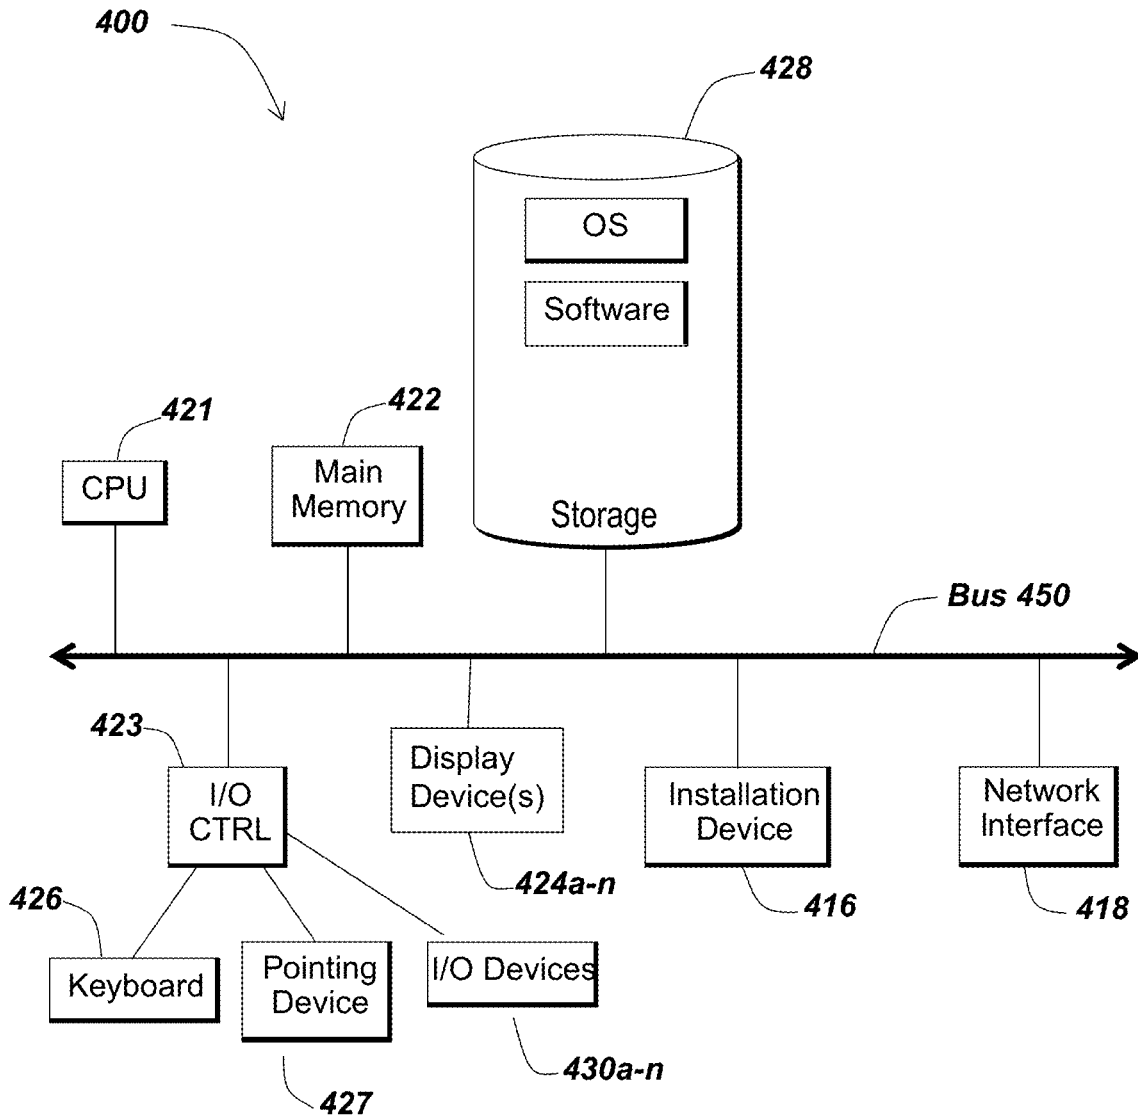 400
428
OS
Software
421
422
CPU
Main
Memory
Storage
Bus 450
423
I/O
CTRL
Display
Device(s)
Installation
Device
Network
Interface
424a-n
416
418
426
Keyboard
Pointing
Device
I/O Devices
430a-n
427